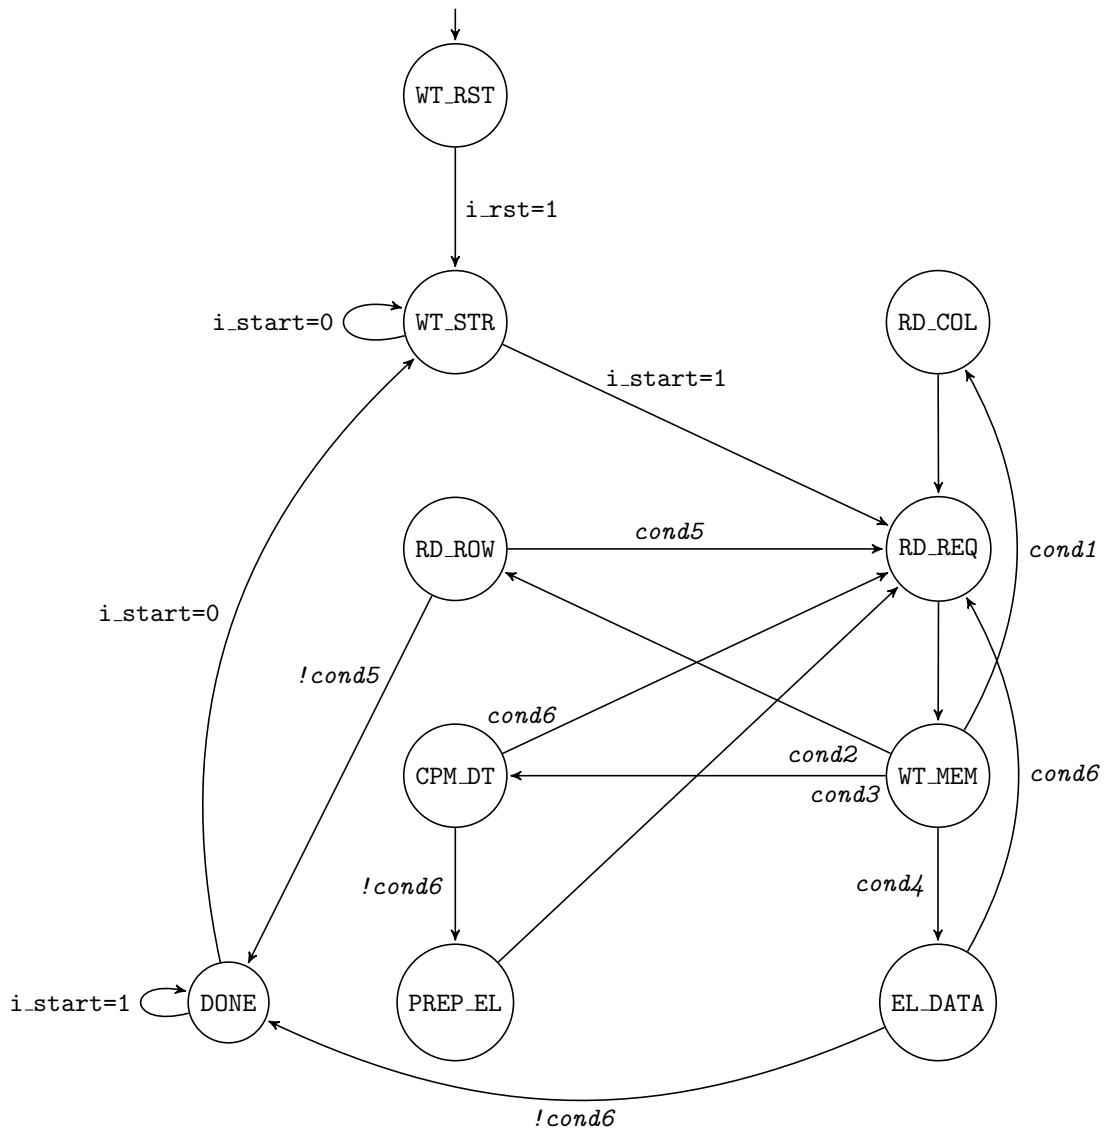 WT_RST
i_rst=1
i_start=0
WT_STR
RD_COL
i_start=1
RD_ROW
cond5
RD_REQ
cond1
i_start=0
!cond5
cond6
cond2
CPM_DT
WT_MEM
cond6
cond3
!cond6
cond4
i_start=1
DONE
PREP_EL
EL_DATA
!cond6